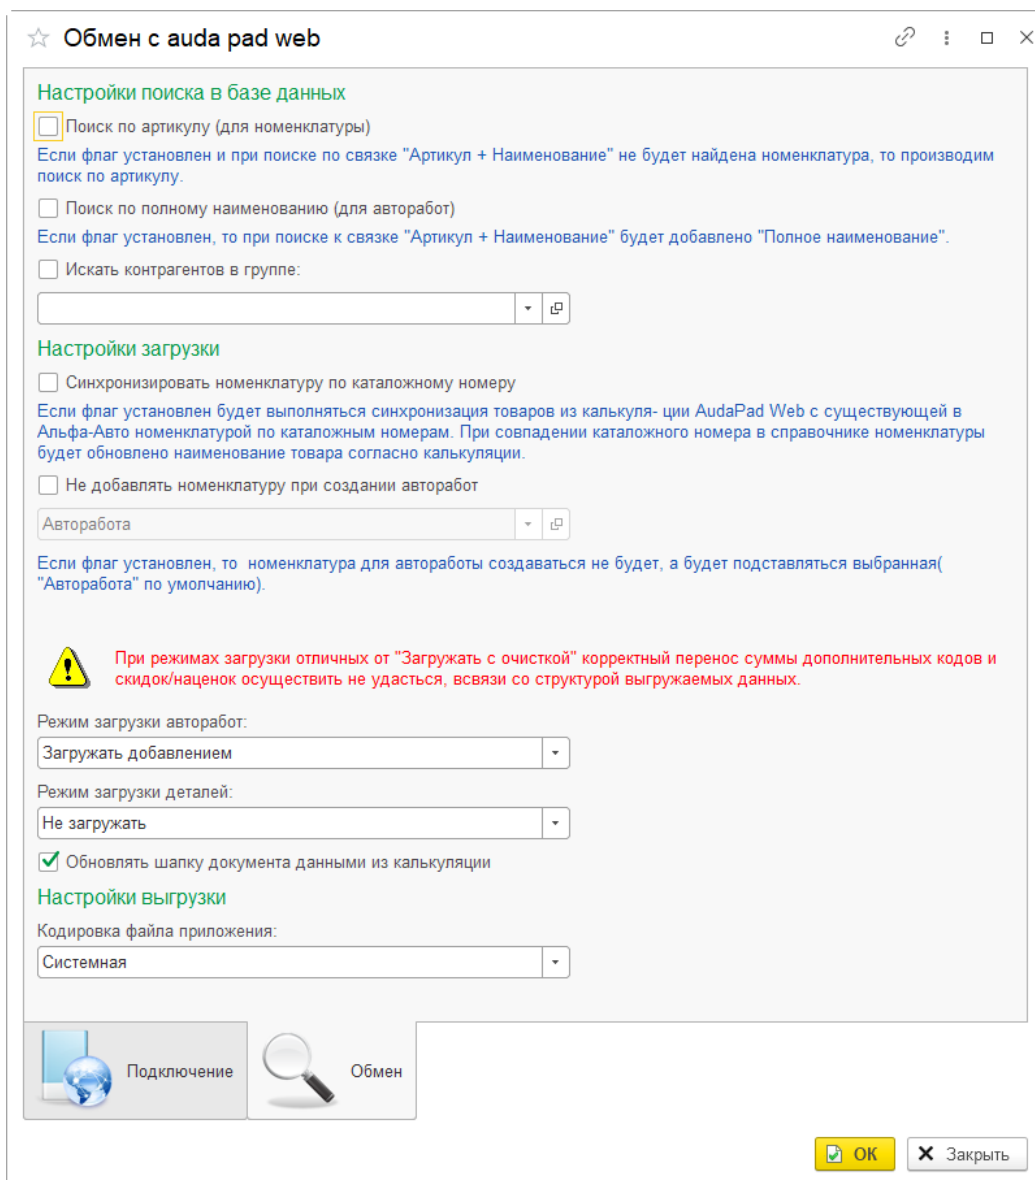 Обмен с auda pad web
Настройки поиска в базе данных
Поиск по артикулу (для номенклатуры)
Если флаг установлен и при поиске по связке "Артикул + Наименование" не будет найдена номенклатура, то производим
поиск по артикулу.
Поиск по полному наименованию (для авторабот)
Если флаг установлен, то при поиске к связке "Артикул + Наименование" будет добавлено "Полное наименование".
Искать контрагентов в группе:
Настройки загрузки
Синхронизировать номенклатуру по каталожному номеру
Если флаг установлен будет выполняться синхронизация товаров из калькуля- ции AudaPad Web с существующей в
Альфа-Авто номенклатурой по каталожным номерам. При совпадении каталожного номера в справочнике номенклатуры
будет обновлено наименование товара согласно калькуляции.
Не добавлять номенклатуру при создании авторабот
Авторабота
Если флаг установлен, то  номенклатура для автоработы создаваться не будет, а будет подставляться выбранная(
"Авторабота" по умолчанию).
При режимах загрузки отличных от "Загружать с очисткой" корректный перенос суммы дополнительных кодов и
скидок/наценок осуществить не удасться, всвязи со структурой выгружаемых данных.
Режим загрузки авторабот:
Загружать добавлением
Режим загрузки деталей:
Не загружать
Обновлять шапку документа данными из калькуляции
Настройки выгрузки
Кодировка файла приложения:
Системная
Подключение
Обмен
ОК
Закрыть